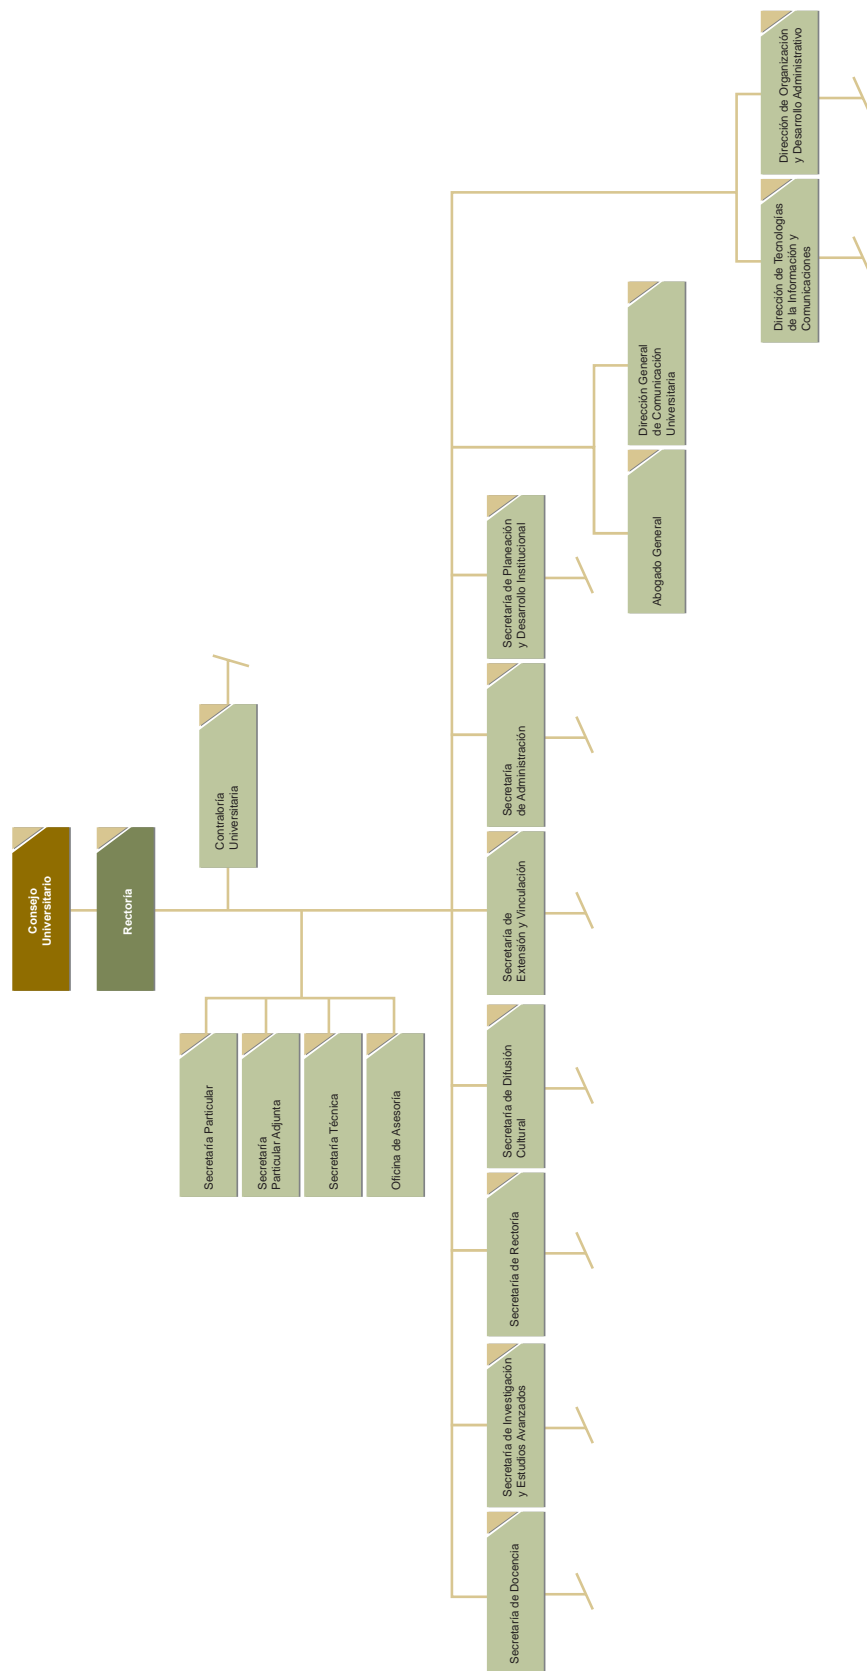 Consejo
Universitario
Rectoría
Contraloría
Universitaria
Secretaría Particular
Secretaría
Particular Adjunta
Secretaría Técnica
Oficina de Asesoría
Secretaría de Docencia
Secretaría de Investigación
y Estudios Avanzados
Secretaría de Rectoría
Secretaría de Difusión
Cultural
Secretaría de
Extensión y Vinculación
Secretaría
de Administración
Secretaría de Planeación
y Desarrollo Institucional
Abogado General
Dirección General
de Comunicación
Universitaria
Dirección de Tecnologías
de la Información y
Comunicaciones
Dirección de Organización
y Desarrollo Administrativo